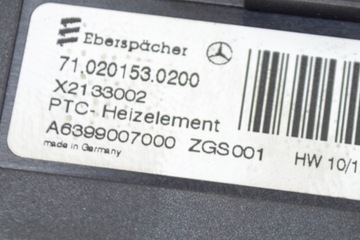 Eberspächer
71.020153.0200
X2133002
PTC- Heizelement
A6399007000 ZGS001
made in Germany
HW 10/1